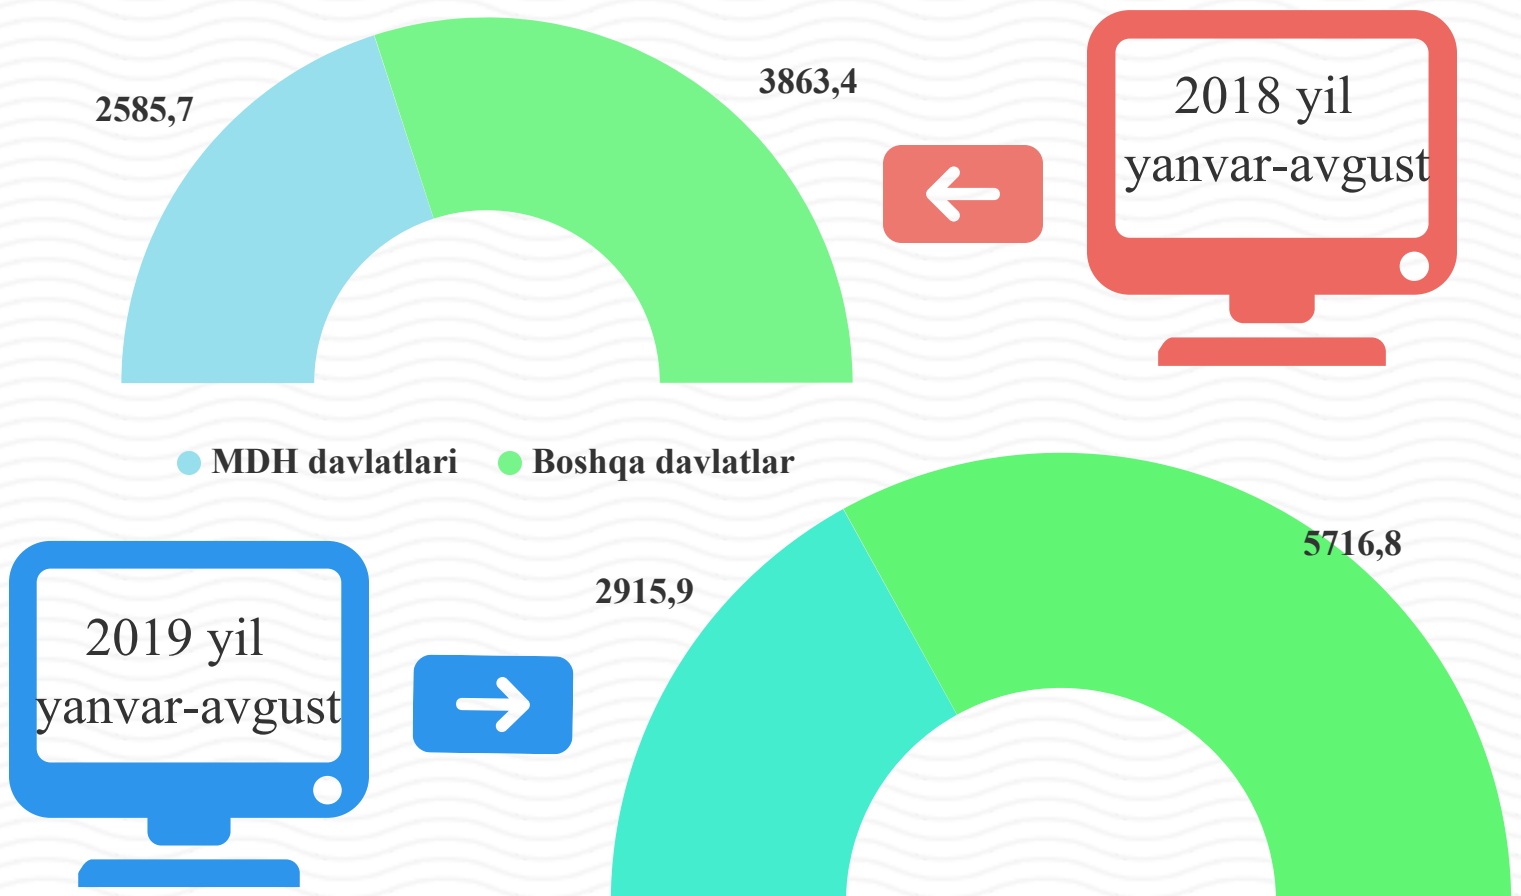 2585,7
3863,4
2018 yil
yanvar-avgust
MDH davlatlari
Boshqa davlatlar
2019 yil
yanvar-avgust
2915,9
5716,8